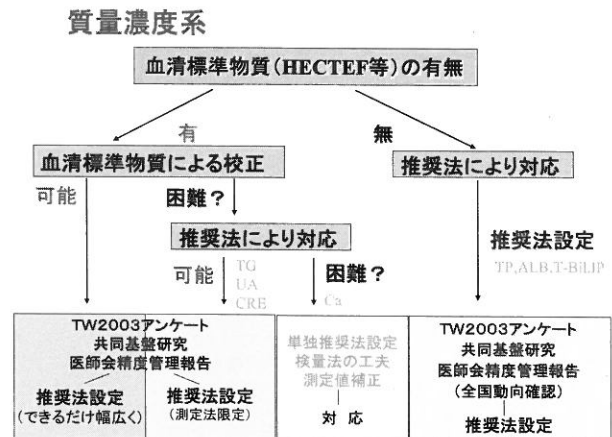 質量濃度系
血清標準物質(HECTEF等)の有無
有
無
血清標準物質による校正
推奨法により対応
可能
困難?
推奨法により対応
推奨法設定
TP,ALB,T-BiLIP
可能
TG
UA
CRE
困難?
Ca
TW2003アンケート
共同基盤研究
医師会精度管理報告
推奨法設定
(できるだけ幅広く)
推奨法設定
(測定法限定)
単独推奨法設定
検量法の工夫
測定値補正
対応
TW2003アンケート
共同基盤研究
医師会精度管理報告
(全国動向確認)
推奨法設定